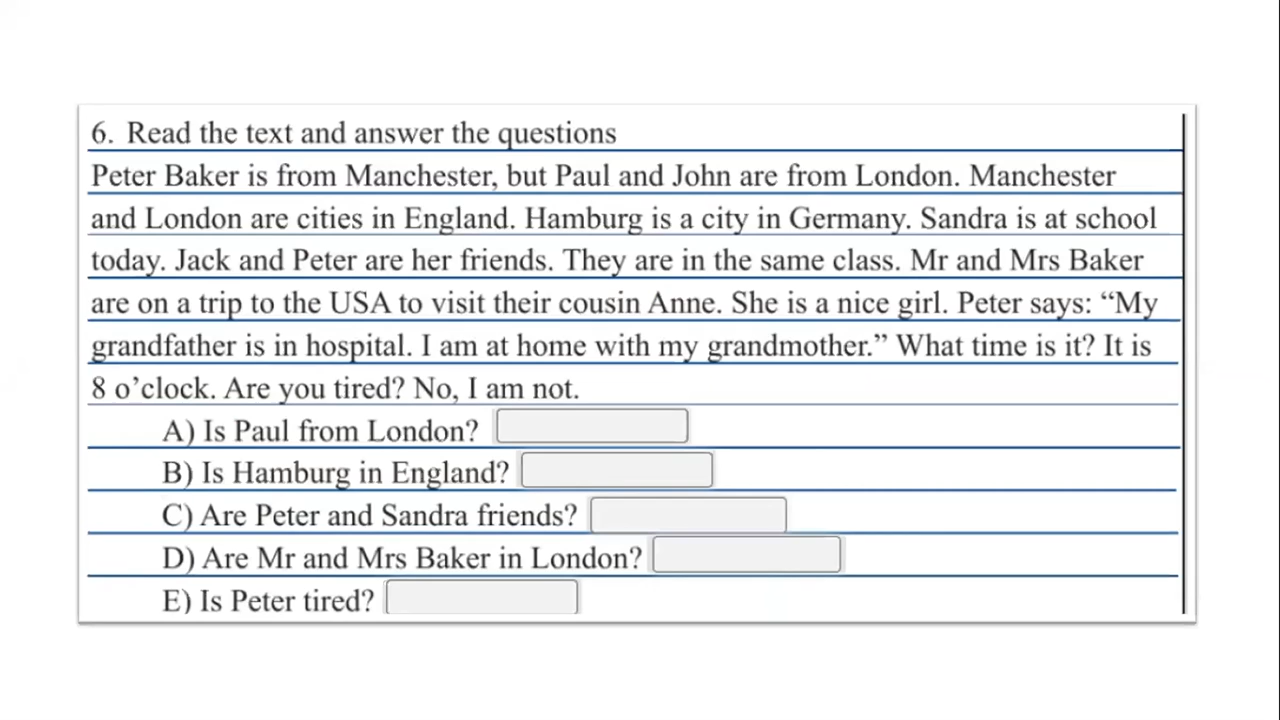 6. Read the text and answer the questions
Peter Baker is from Manchester, but Paul and John are from London. Manchester
and London are cities in England. Hamburg is a city in Germany. Sandra is at school
today. Jack and Peter are her friends. They are in the same class. Mr and Mrs Baker
are on a trip to the USA to visit their cousin Anne. She is a nice girl. Peter says: “My
grandfather is in hospital. I am at home with my grandmother.” What time is it? It is
8 o’clock. Are you tired? No, I am not.
A) Is Paul from London?
B) Is Hamburg in England?
C) Are Peter and Sandra friends?
D) Are Mr and Mrs Baker in London?
E) Is Peter tired?